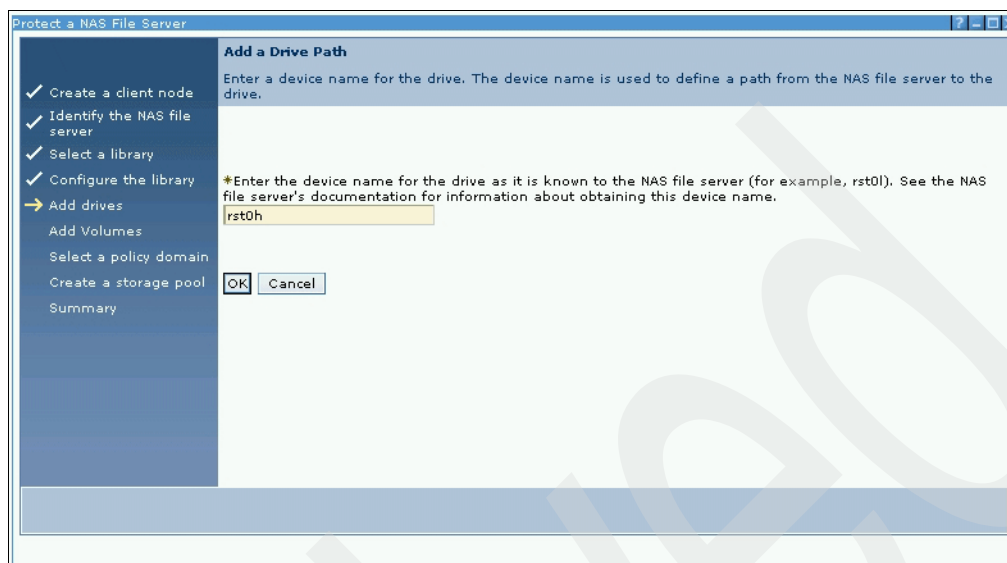 Protect a NAS File Server
? – □
Create a client node
Identify the NAS file
server
Select a library
Configure the library
Add drives
Add Volumes
Select a policy domain
Create a storage pool
Summary
Add a Drive Path
Enter a device name for the drive. The device name is used to define a path from the NAS file server to the
drive.
*Enter the device name for the drive as it is known to the NAS file server (for example, rst0l). See the NAS
file server's documentation for information about obtaining this device name.
rst0h
OK Cancel